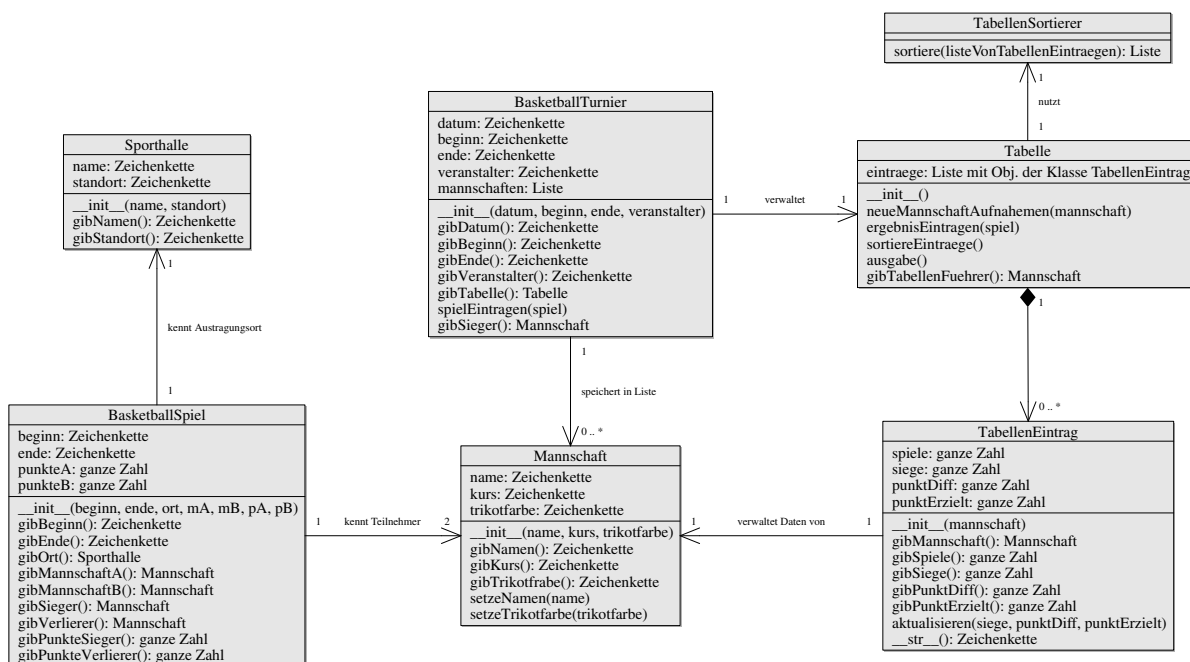 TabellenSortierer
sortiere(listeVonTabellenEintraegen): Liste
1
nutzt
1
BasketballTurnier
datum: Zeichenkette
beginn: Zeichenkette
ende: Zeichenkette
veranstalter: Zeichenkette
mannschaften: Liste
__init__(datum, beginn, ende, veranstalter)
gibDatum(): Zeichenkette
gibBeginn(): Zeichenkette
gibEnde(): Zeichenkette
gibVeranstalter(): Zeichenkette
gibTabelle(): Tabelle
spielEintragen(spiel)
gibSieger(): Mannschaft
1 verwaltet 1
Tabelle
eintraege: Liste mit Obj. der Klasse TabellenEintrag
__init__()
neueMannschaftAufnahemen(mannschaft)
ergebnisEintragen(spiel)
sortiereEintraege()
ausgabe()
gibTabellenFuehrer(): Mannschaft
Sporthalle
name: Zeichenkette
standort: Zeichenkette
__init__(name, standort)
gibNamen(): Zeichenkette
gibStandort(): Zeichenkette
1
kennt Austragungsort
1
1
speichert in Liste
0 .. *
1
0 .. *
BasketballSpiel
beginn: Zeichenkette
ende: Zeichenkette
punkteA: ganze Zahl
punkteB: ganze Zahl
__init__(beginn, ende, ort, mA, mB, pA, pB)
gibBeginn(): Zeichenkette
gibEnde(): Zeichenkette
gibOrt(): Sporthalle
gibMannschaftA(): Mannschaft
gibMannschaftB(): Mannschaft
gibSieger(): Mannschaft
gibVerlierer(): Mannschaft
gibPunkteSieger(): ganze Zahl
gibPunkteVerlierer(): ganze Zahl
1 kennt Teilnehmer 2
Mannschaft
name: Zeichenkette
kurs: Zeichenkette
trikotfarbe: Zeichenkette
__init__(name, kurs, trikotfarbe)
gibNamen(): Zeichenkette
gibKurs(): Zeichenkette
gibTrikotfrabe(): Zeichenkette
setzeNamen(name)
setzeTrikotfarbe(trikotfarbe)
1 verwaltet Daten von 1
TabellenEintrag
spiele: ganze Zahl
siege: ganze Zahl
punktDiff: ganze Zahl
punktErzielt: ganze Zahl
__init__(mannschaft)
gibMannschaft(): Mannschaft
gibSpiele(): ganze Zahl
gibSiege(): ganze Zahl
gibPunktDiff(): ganze Zahl
gibPunktErzielt(): ganze Zahl
aktualisieren(siege, punktDiff, punktErzielt)
__str__(): Zeichenkette